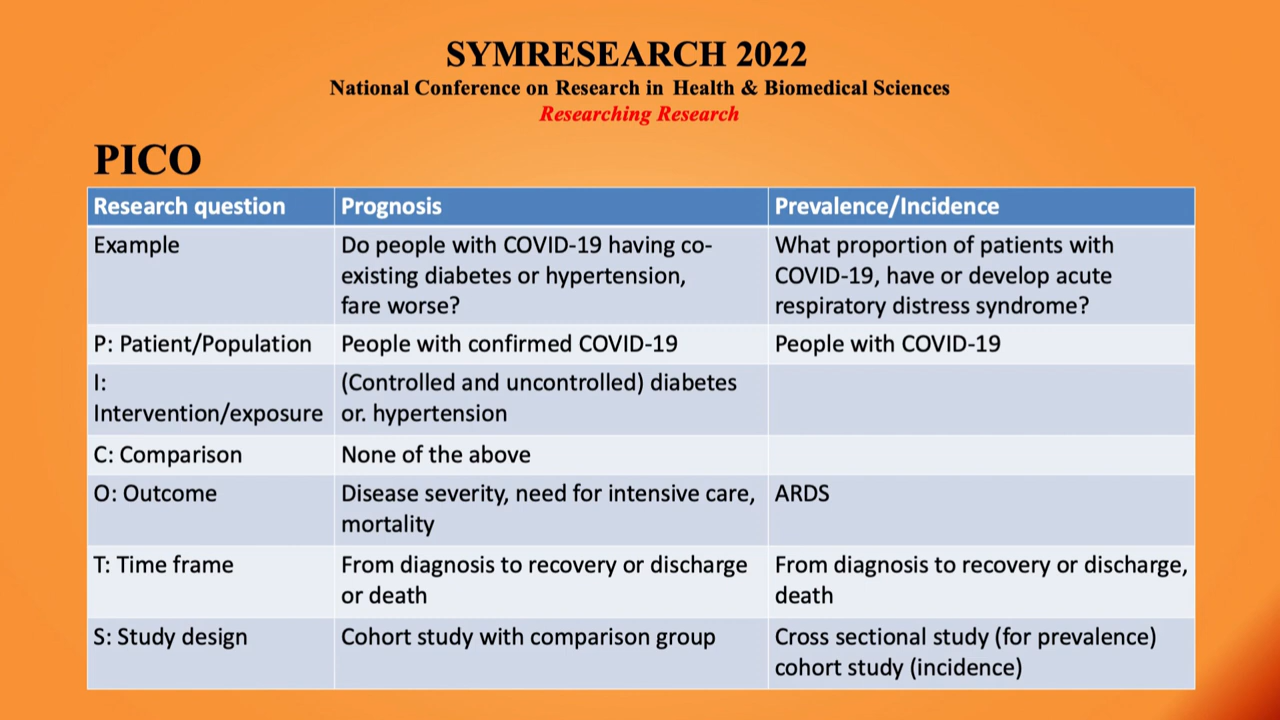 SYMRESEARCH 2022
National Conference on Research in Health & Biomedical Sciences
Researching Research
PICO
Research question Prognosis Prevalence/Incidence
Example
Do people with COVID-19 having co-
existing diabetes or hypertension,
fare worse?
What proportion of patients with
COVID-19, have or develop acute
respiratory distress syndrome?
P: Patient/Population People with confirmed COVID-19 People with COVID-19
I:
Intervention/exposure
(Controlled and uncontrolled) diabetes
or. hypertension
C: Comparison None of the above
O: Outcome
Disease severity, need for intensive care,
mortality
ARDS
T: Time frame
From diagnosis to recovery or discharge
or death
From diagnosis to recovery or discharge,
death
S: Study design
Cohort study with comparison group
Cross sectional study (for prevalence)
cohort study (incidence)